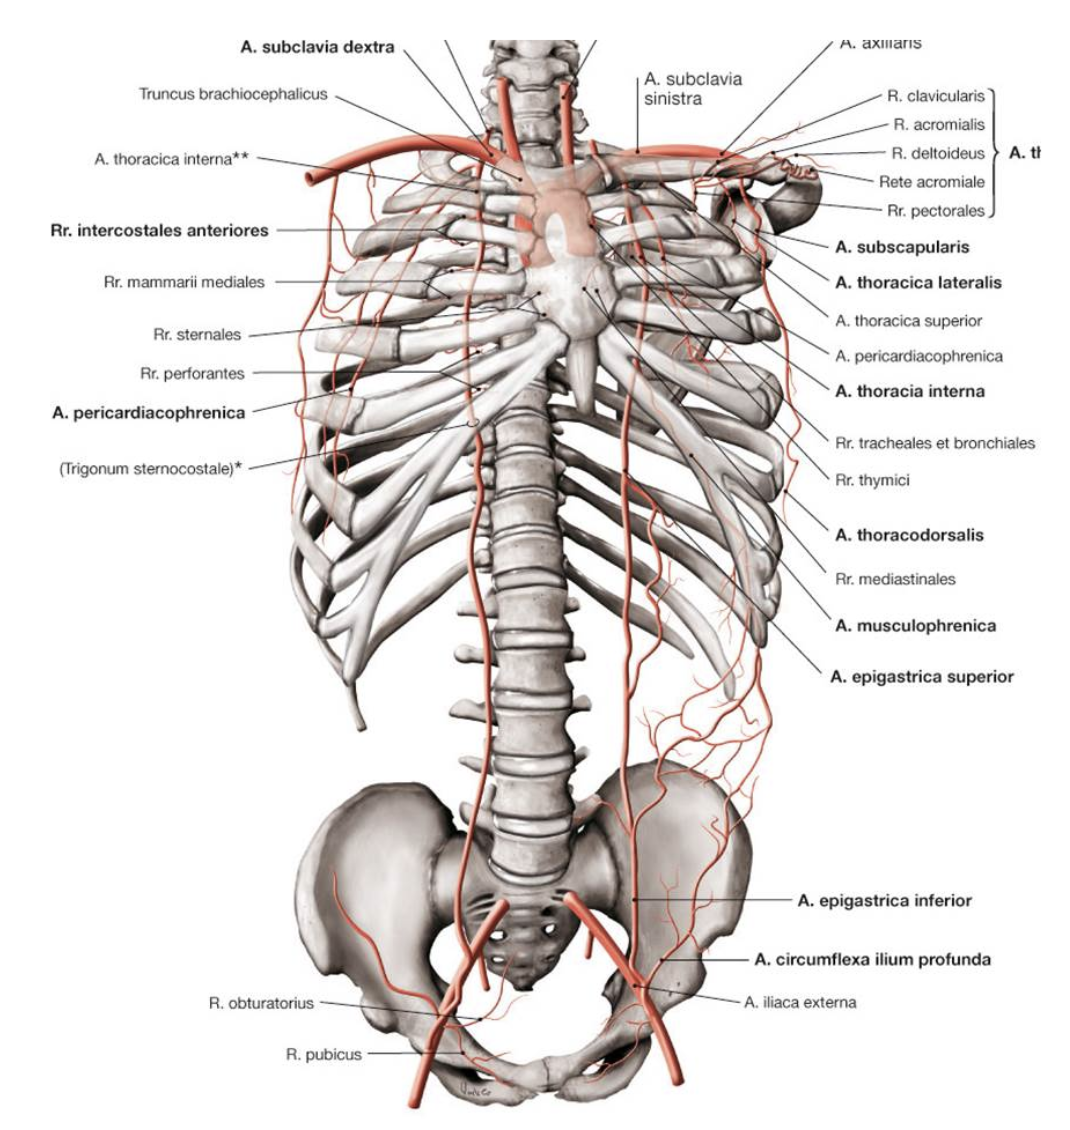 A. subclavia dextra
Truncus brachiocephalicus
A. thoracica interna**
Rr. intercostales anteriores
Rr. mammarii mediales
Rr. sternales
Rr. perforantes
A. pericardiacophrenica
(Trigonum sternocostale)*
R. obturatorius
R. pubicus
A. axillaris
A. subclavia
sinistra
R. clavicularis
R. acromialis
R. deltoideus
Rete acromiale
Rr. pectorales
A. th
A. subscapularis
A. thoracica lateralis
A. thoracica superior
A. pericardiacophrenica
A. thoracia interna
Rr. tracheales et bronchiales
Rr. thymici
A. thoracodorsalis
Rr. mediastinales
A. musculophrenica
A. epigastrica superior
A. epigastrica inferior
A. circumflexa ilium profunda
A. iliaca externa